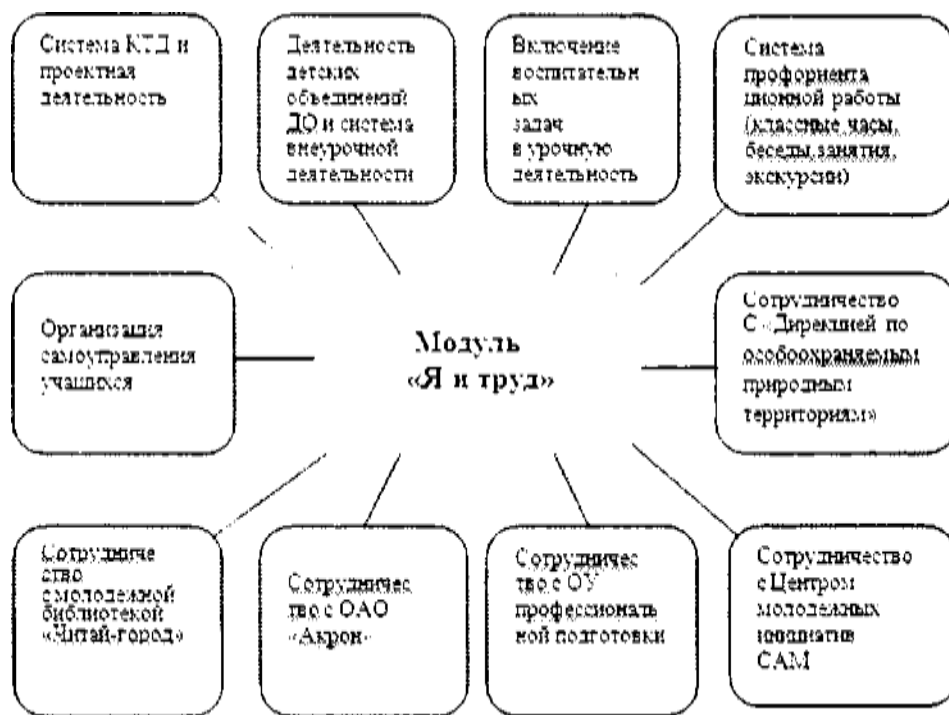 Система КТД и
проектная
деятельность
Деятельность
детских
объединений
ДО и система
внеурочной
деятельности
Включение
воспитательн
ых
задач
в урочную
деятельность
Система
профориента
ционной работы
(классные часы,
беседы,занятия,
экскурсии)
Организация
самоуправления
учащихся
Модуль
«Я и труд»
Сотрудничество
С «Дирекцией по
особоохраняемым
природным
территориям»
Сотрудниче
ство
с молодежной
библиотекой
«Читай-город»
Сотрудничес
тво с ОАО
«Акрон»
Сотрудничес
тво с ОУ
профессиональ
ной подготовки
Сотрудничество
с Центром
молодежных
инициатив
САМ